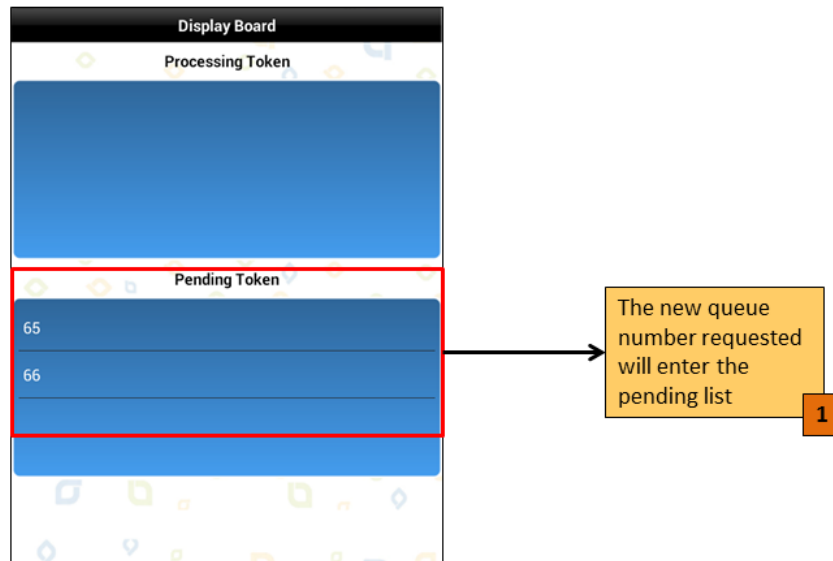 Display Board
Processing Token
Pending Token
65
66
The new queue
number requested
will enter the
pending list
1